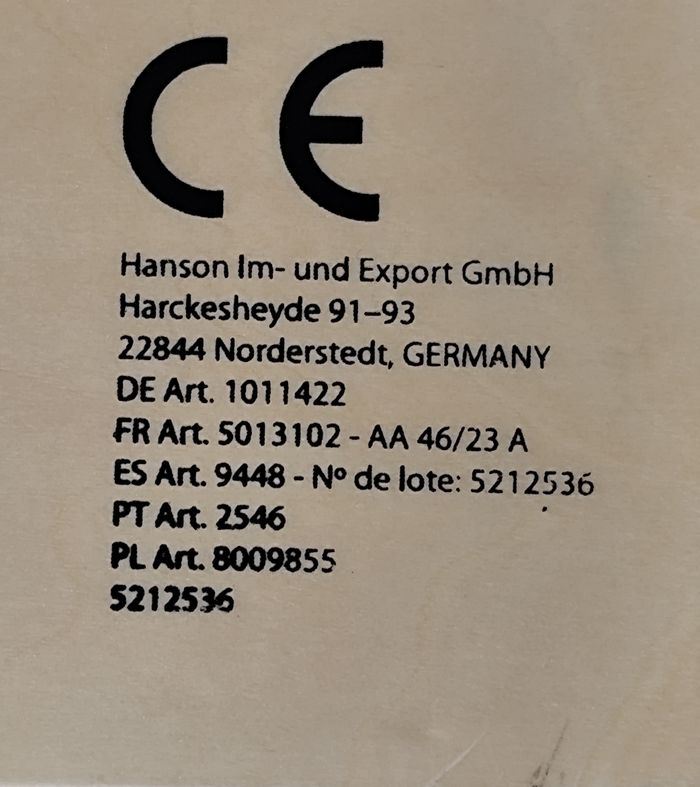 CE
Hanson Im- und Export GmbH
Harckesheyde 91–93
22844 Norderstedt, GERMANY
DE Art. 1011422
FR Art. 5013102 - AA 46/23 A
ES Art. 9448 - Nº de lote: 5212536
PT Art. 2546
PL Art. 8009855
5212536